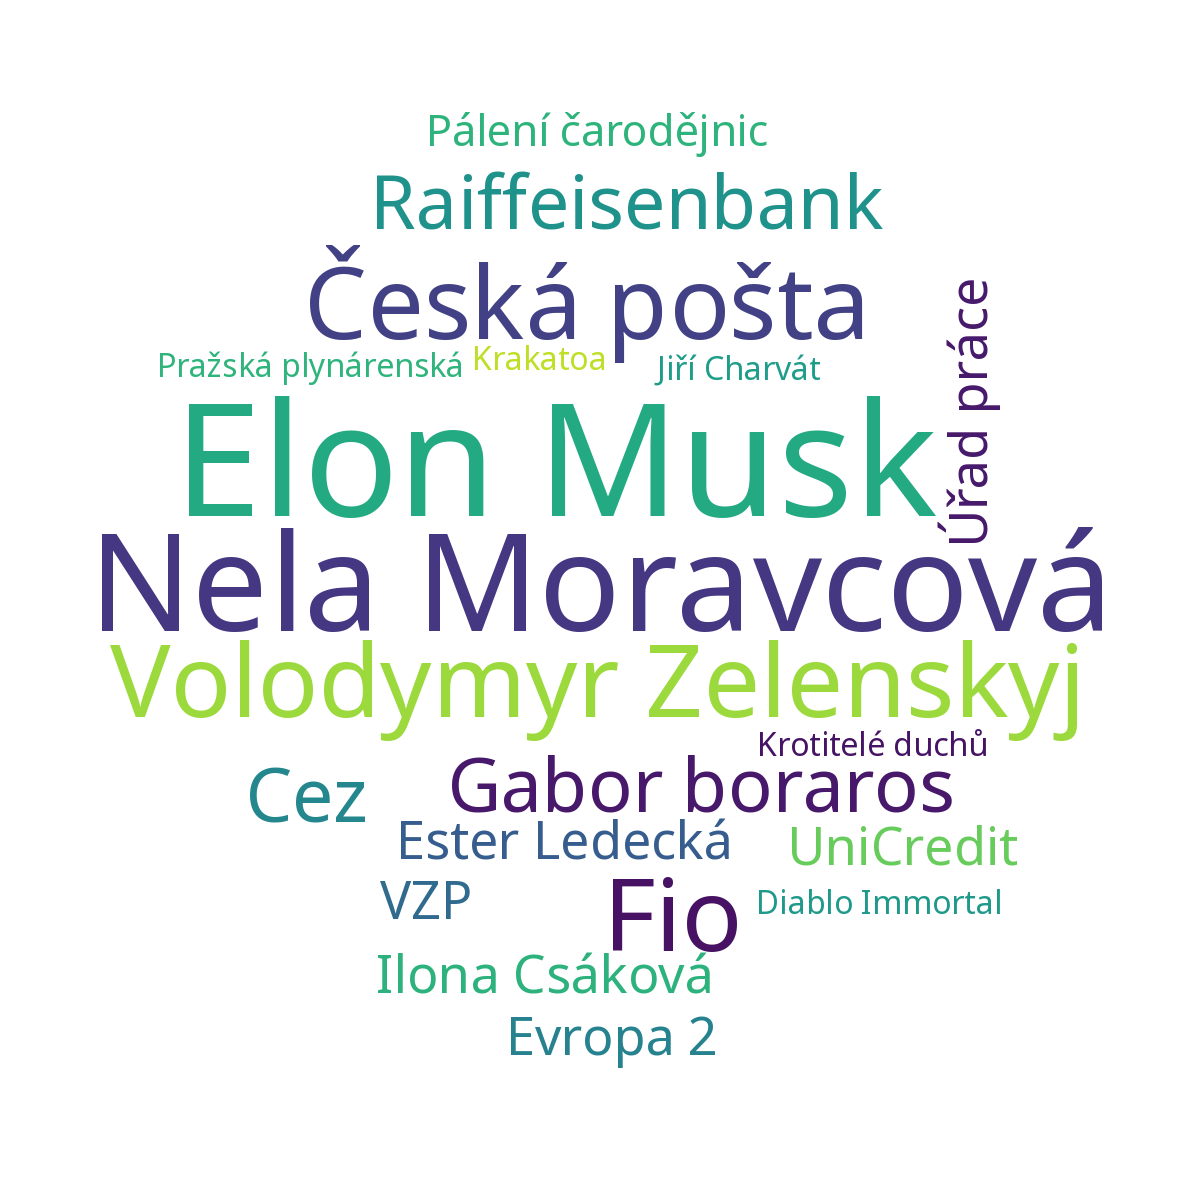 Pálení čarodějnic
Raiffeisenbank
Česká pošta
Úřad práce
Pražská plynárenská
Krakatoa
Jiří Charvát
Elon Musk
Nela Moravcová
Volodymyr Zelenskyj
Krotitelé duchů
Cez
Gabor boraros
Ester Ledecká
UniCredit
VZP
Fio
Diablo Immortal
Ilona Csáková
Evropa 2